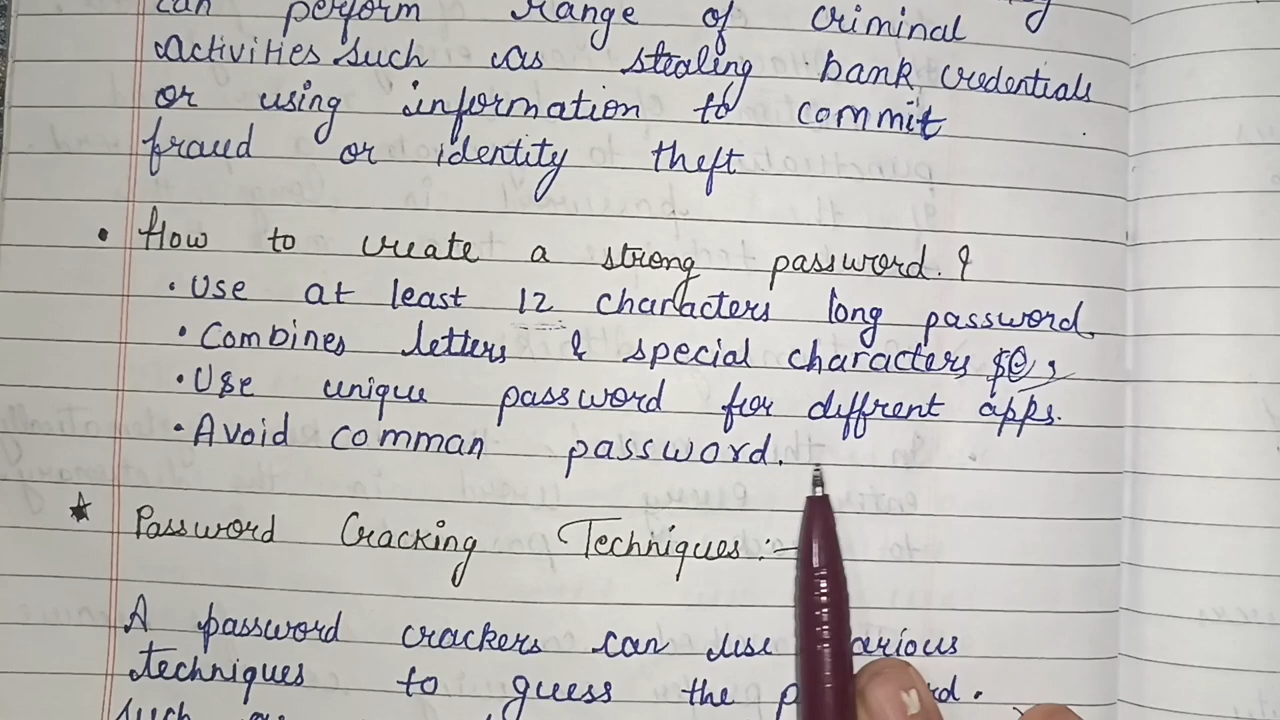 can perform range of criminal
activities such as stealing bank credentials
or using information to commit
fraud or identity theft
• How to create a strong password. ?
• Use at least 12 characters long password.
• Combines letters & special characters $@,
• Use unique password for diffrent apps.
• Avoid comman password.
★ Password Cracking Techniques :-
A password crackers can use various
techniques to guess the
such